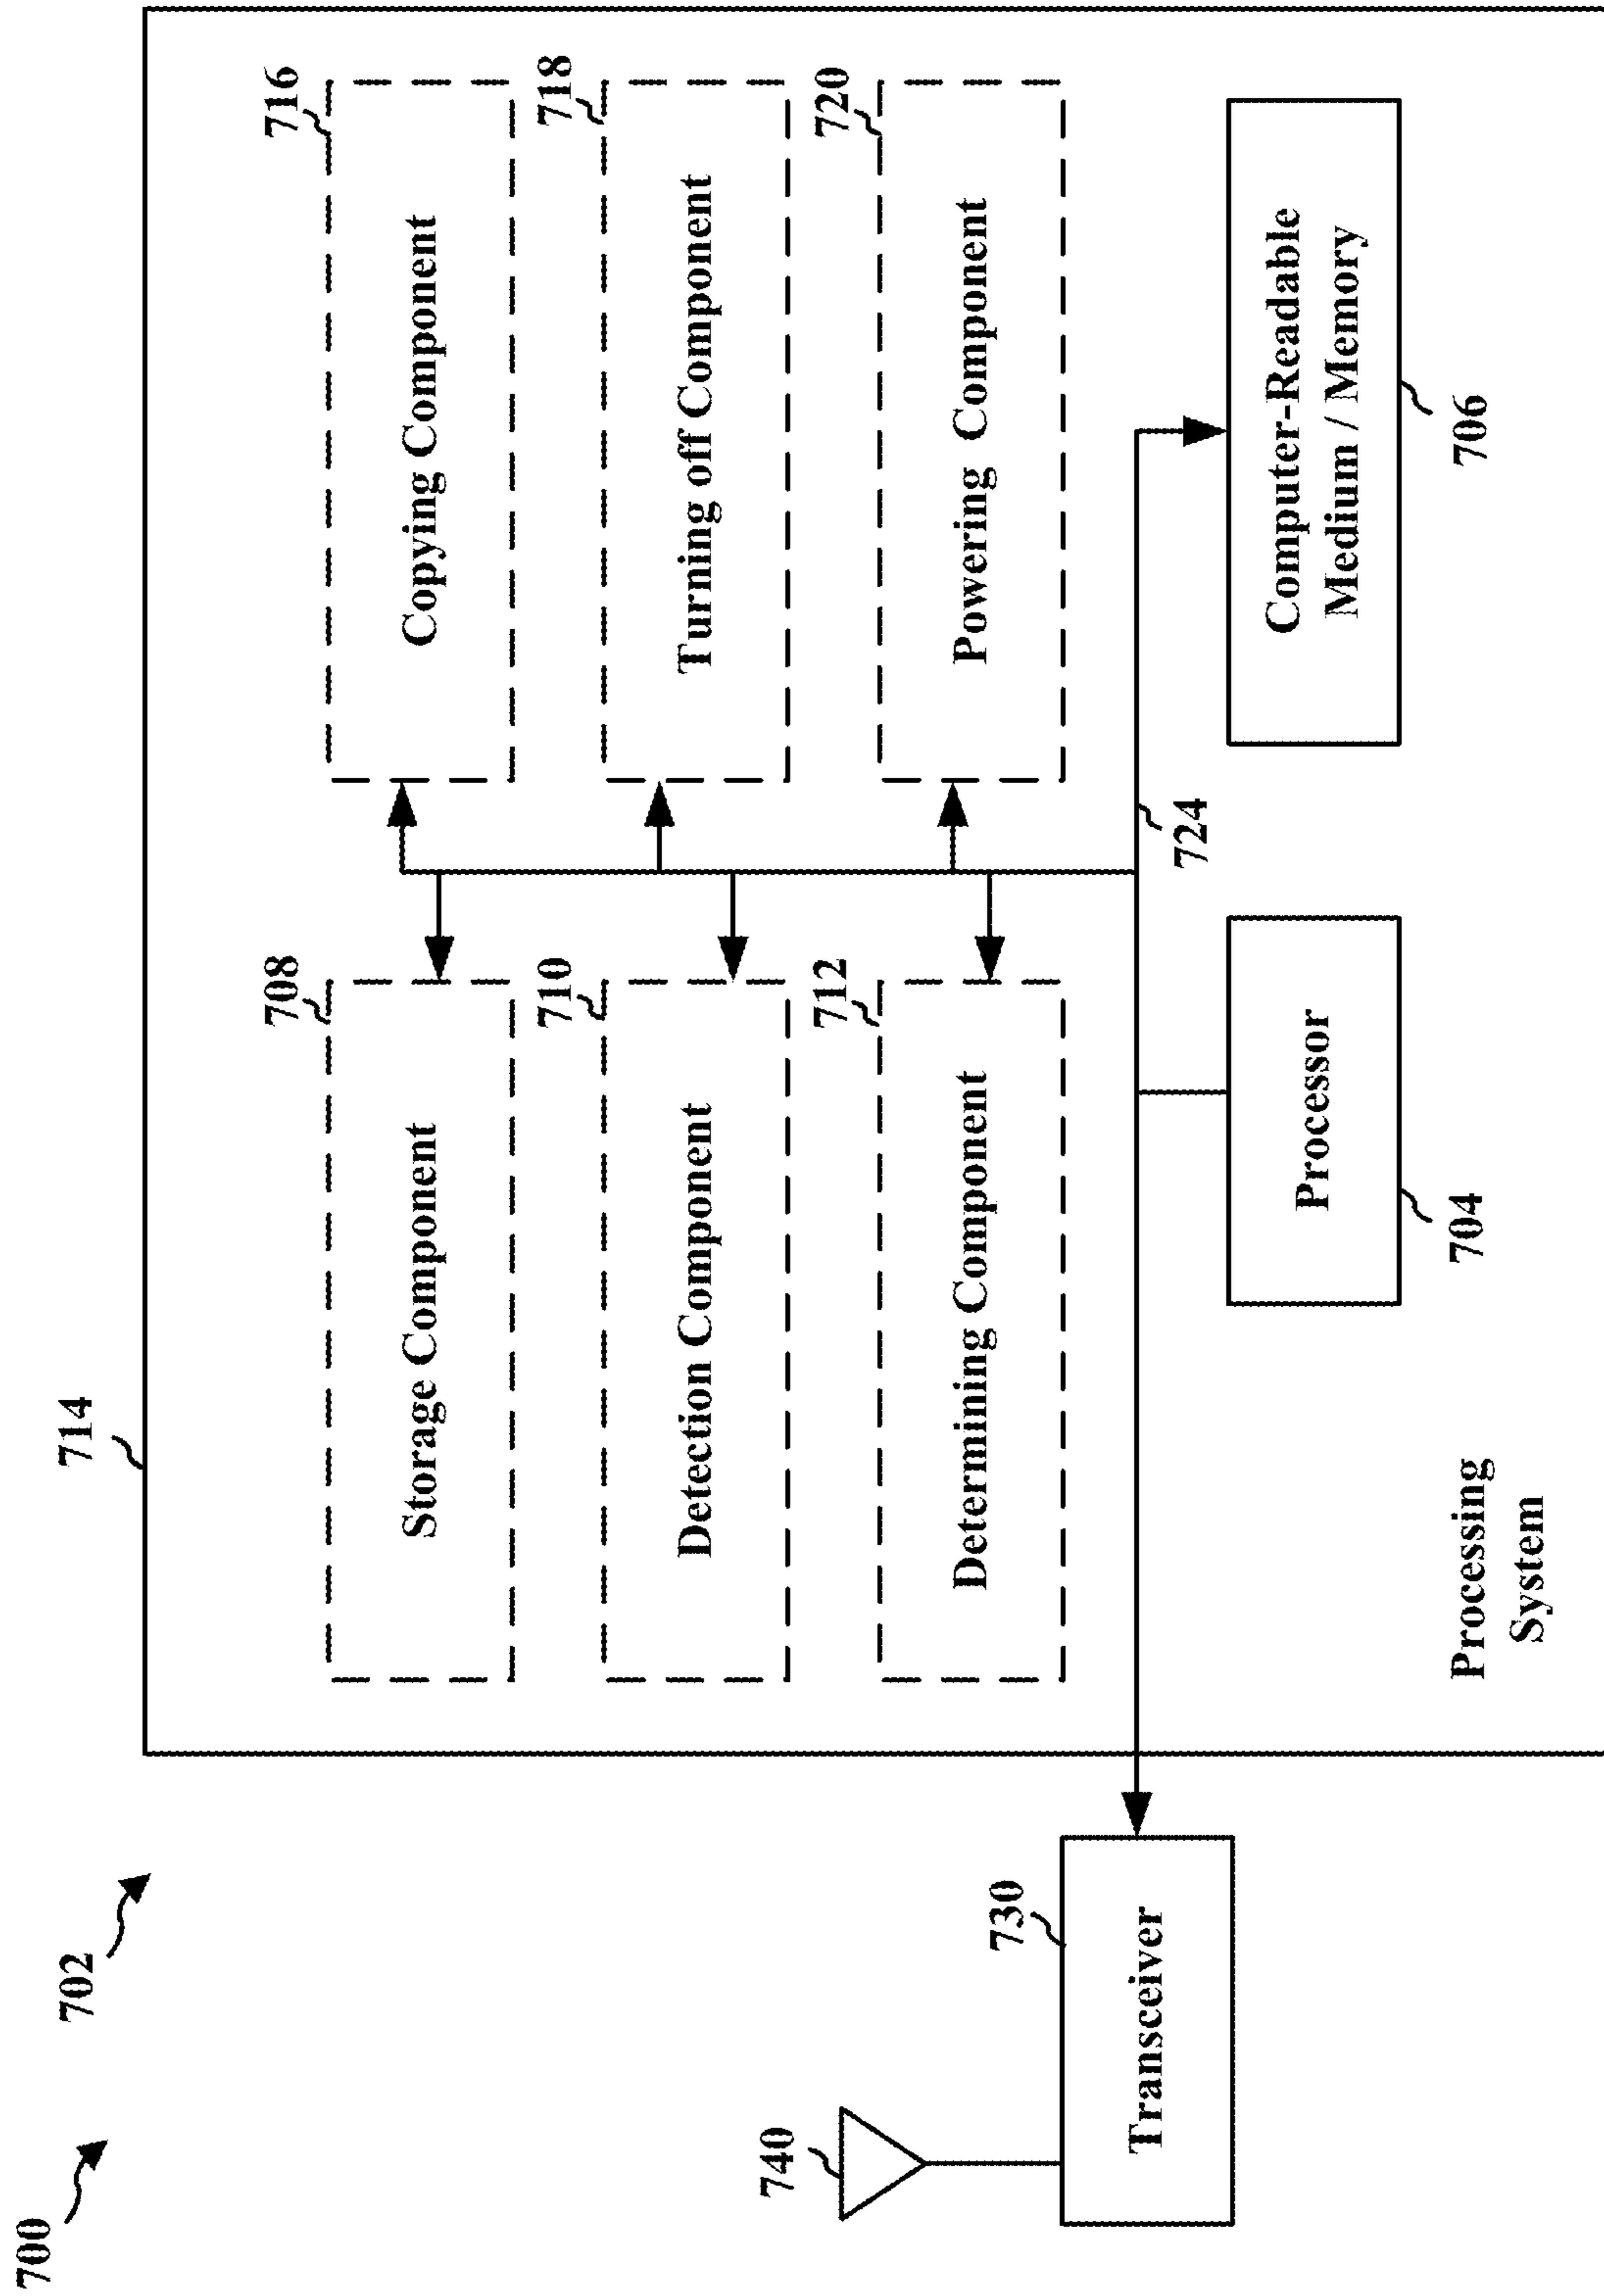 700
702
714
708
Storage Component
716
Copying Component
710
Detection Component
718
Turning off Component
712
Determining Component
720
Powering Component
740
730
Transceiver
724
Processor
704
Computer-Readable
Medium / Memory
706
Processing
System